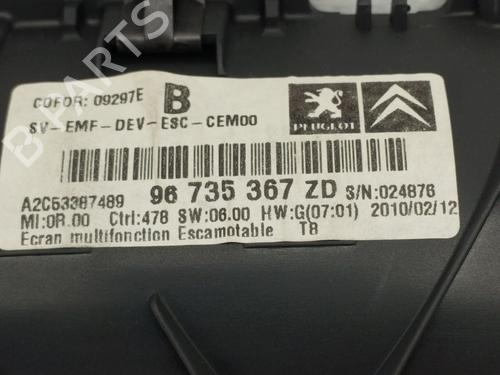 B PARTS
COFOR: 09297E B
SV-EMF-DEV-ESC-CEM00
PEUGEOT
A2C53387489 96 735 367 ZD S/N:024876
MI:0R.00 Ctrl:478 SW:06.00 HW:G(07:01) 2010/02/12
Ecran multifonction Escamotable T8